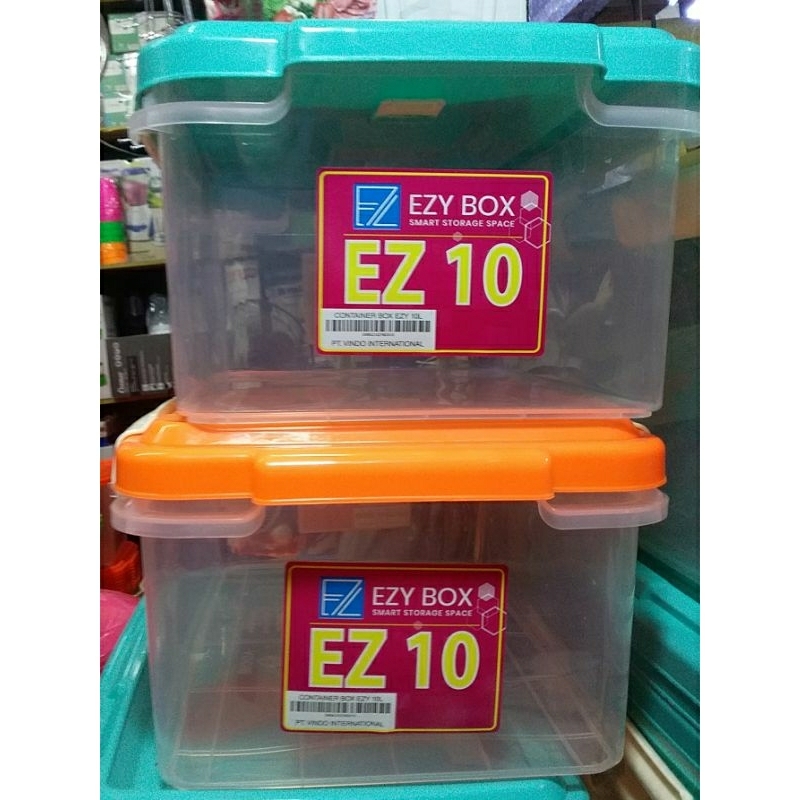 EZ EZY BOX
SMART STORAGE SPACE
EZ 10
CONTAINER BOX EZY 10L
PT. VINDO INTERNATIONAL
EZ EZY BOX
SMART STORAGE SPACE
EZ 10
CONTAINER BOX EZY 10L
PT. VINDO INTERNATIONAL